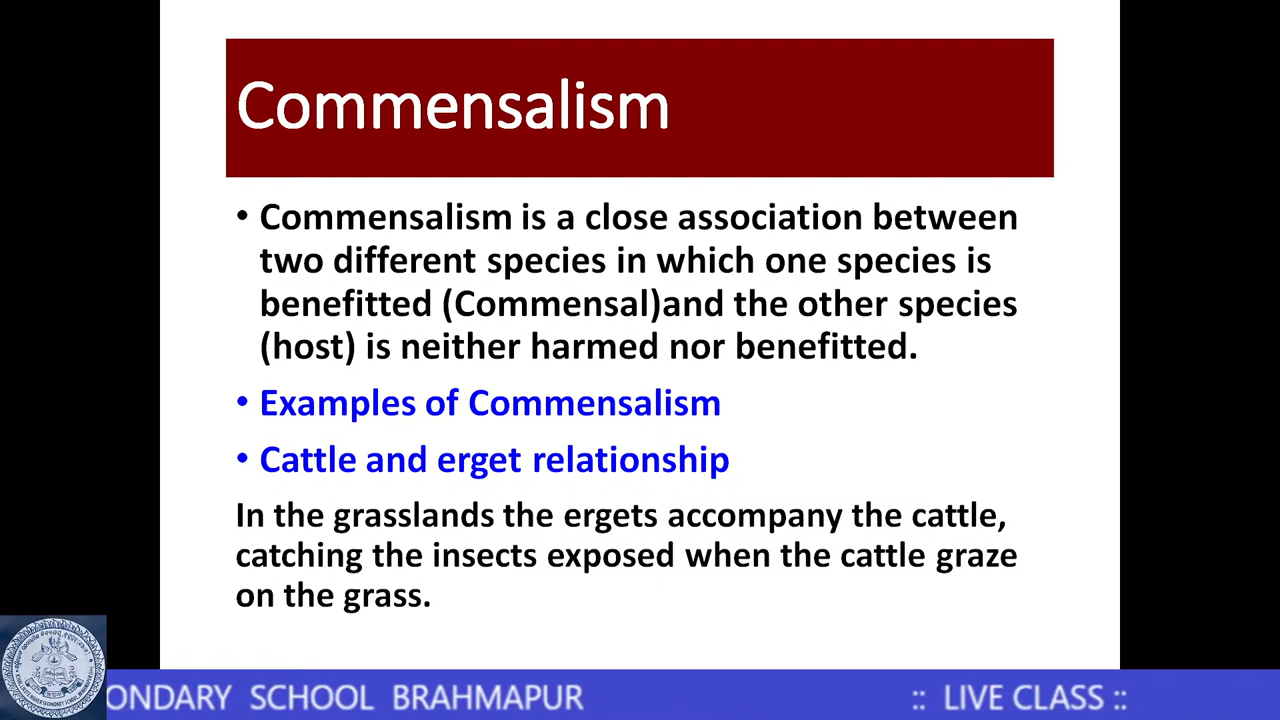 Commensalism
• Commensalism is a close association between
two different species in which one species is
benefitted (Commensal)and the other species
(host) is neither harmed nor benefitted.
• Examples of Commensalism
• Cattle and erget relationship
In the grasslands the ergets accompany the cattle,
catching the insects exposed when the cattle graze
on the grass.
ONDARY SCHOOL BRAHMAPUR :: LIVE CLASS ::